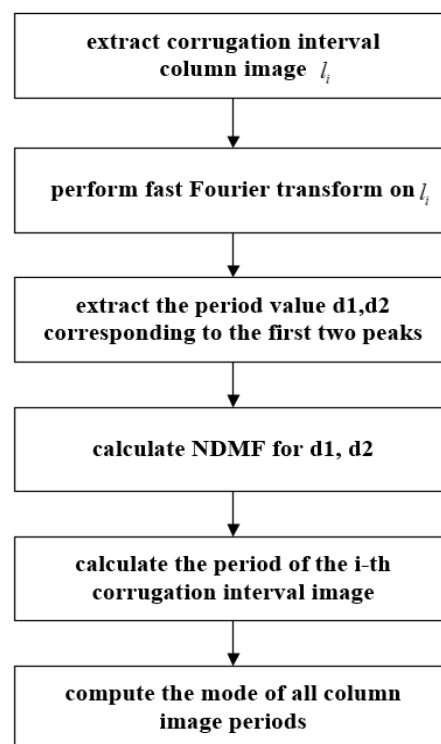 extract corrugation interval
column image l_i
perform fast Fourier transform on l_i
extract the period value d1,d2
corresponding to the first two peaks
calculate NDMF for d1, d2
calculate the period of the i-th
corrugation interval image
compute the mode of all column
image periods